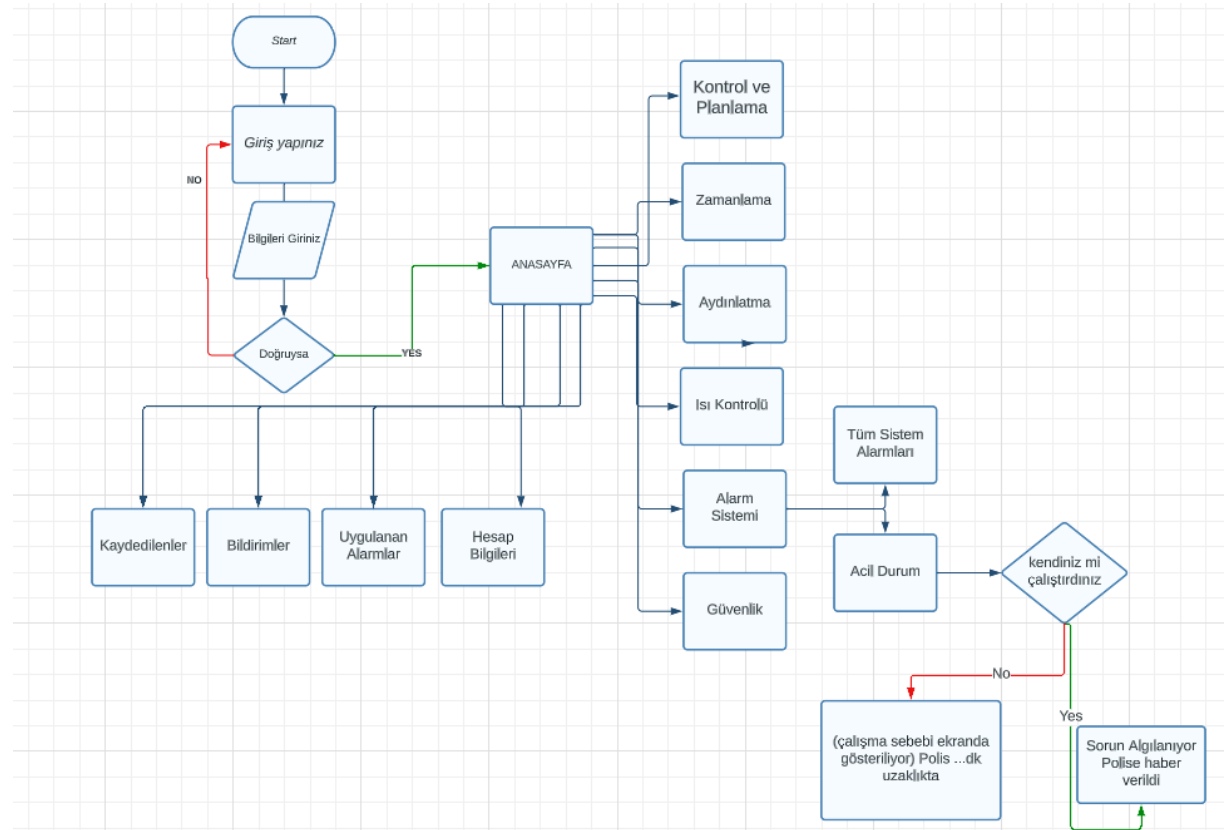 Start
Giriş yapınız
NO
Bilgileri Giriniz
Doğruysa
YES
ANASAYFA
Kontrol ve
Planlama
Zamanlama
Aydınlatma
Isı Kontrolü
Alarm
Sistemi
Güvenlik
Kaydedilenler
Bildirimler
Uygulanan
Alarmlar
Hesap
Bilgileri
Tüm Sistem
Alarmları
Acil Durum
kendiniz mi
çalıştırdınız
No
Yes
(çalışma sebebi ekranda
gösteriliyor) Polis ...dk
uzaklıkta
Sorun Algılanıyor
Polise haber
verildi